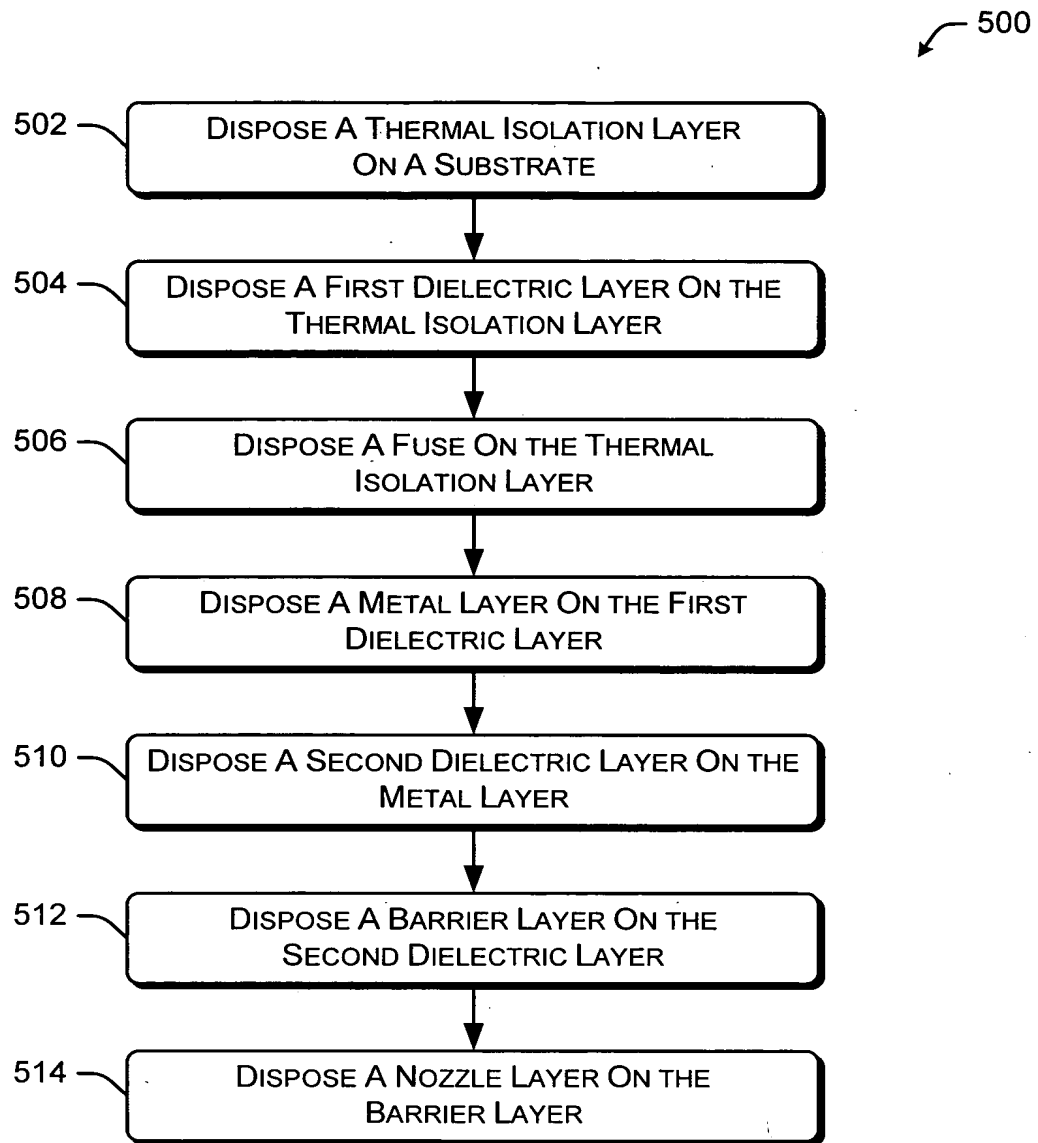 500
502
DISPOSE A THERMAL ISOLATION LAYER
ON A SUBSTRATE
504
DISPOSE A FIRST DIELECTRIC LAYER ON THE
THERMAL ISOLATION LAYER
506
DISPOSE A FUSE ON THE THERMAL
ISOLATION LAYER
508
DISPOSE A METAL LAYER ON THE FIRST
DIELECTRIC LAYER
510
DISPOSE A SECOND DIELECTRIC LAYER ON THE
METAL LAYER
512
DISPOSE A BARRIER LAYER ON THE
SECOND DIELECTRIC LAYER
514
DISPOSE A NOZZLE LAYER ON THE
BARRIER LAYER